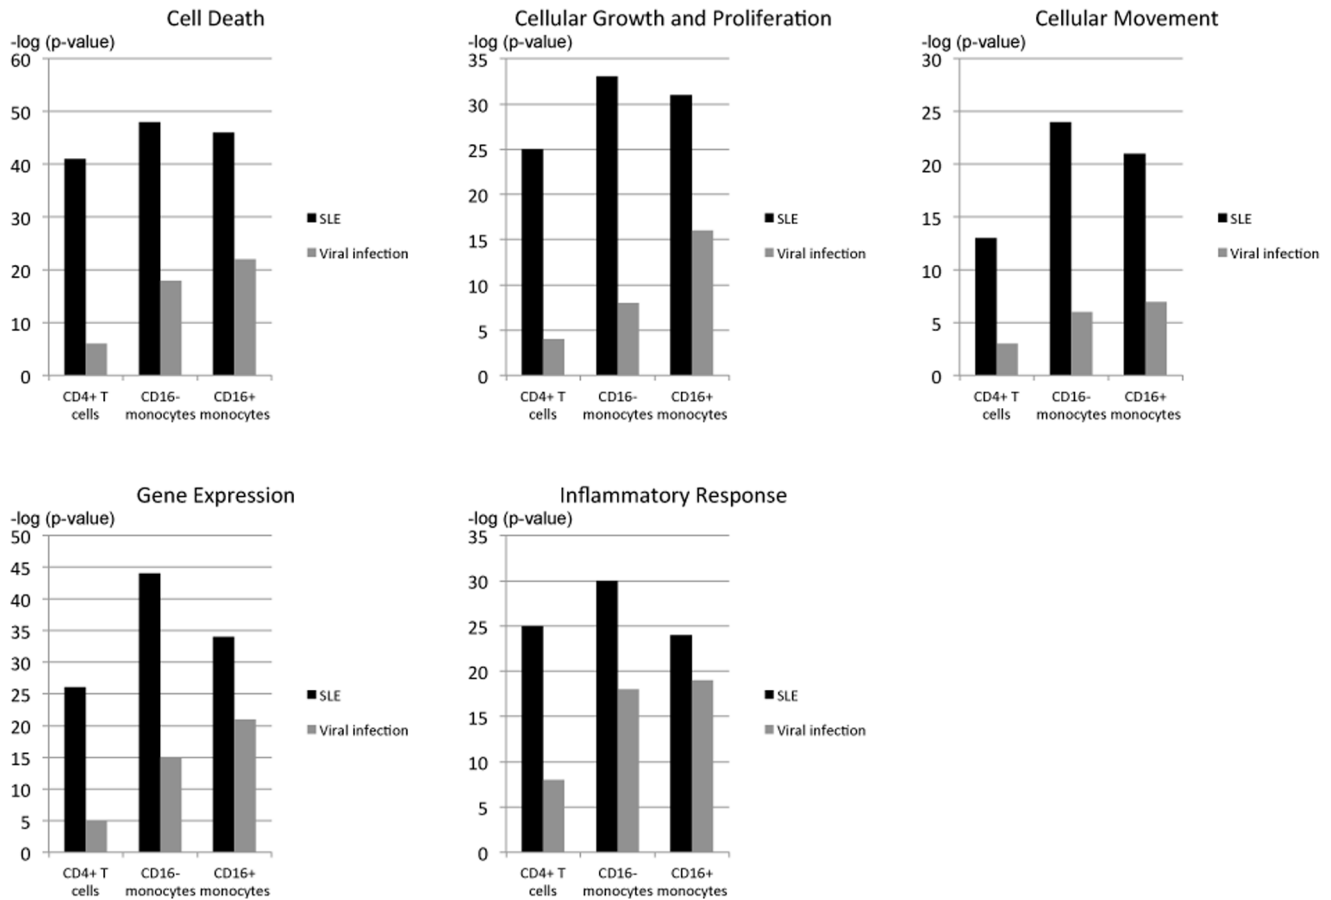 Cell Death
-log (p-value)
60
50
40
30
20
10
0
CD4+ T
cells
CD16-
monocytes
CD16+
monocytes
SLE
Viral infection
Cellular Growth and Proliferation
-log (p-value)
35
30
25
20
15
10
5
0
CD4+ T
cells
CD16-
monocytes
CD16+
monocytes
SLE
Viral infection
Cellular Movement
-log (p-value)
30
25
20
15
10
5
0
CD4+ T
cells
CD16-
monocytes
CD16+
monocytes
SLE
Viral infection
Gene Expression
-log (p-value)
50
45
40
35
30
25
20
15
10
5
0
CD4+ T
cells
CD16-
monocytes
CD16+
monocytes
SLE
Viral infection
Inflammatory Response
-log (p-value)
35
30
25
20
15
10
5
0
CD4+ T
cells
CD16-
monocytes
CD16+
monocytes
SLE
Viral infection